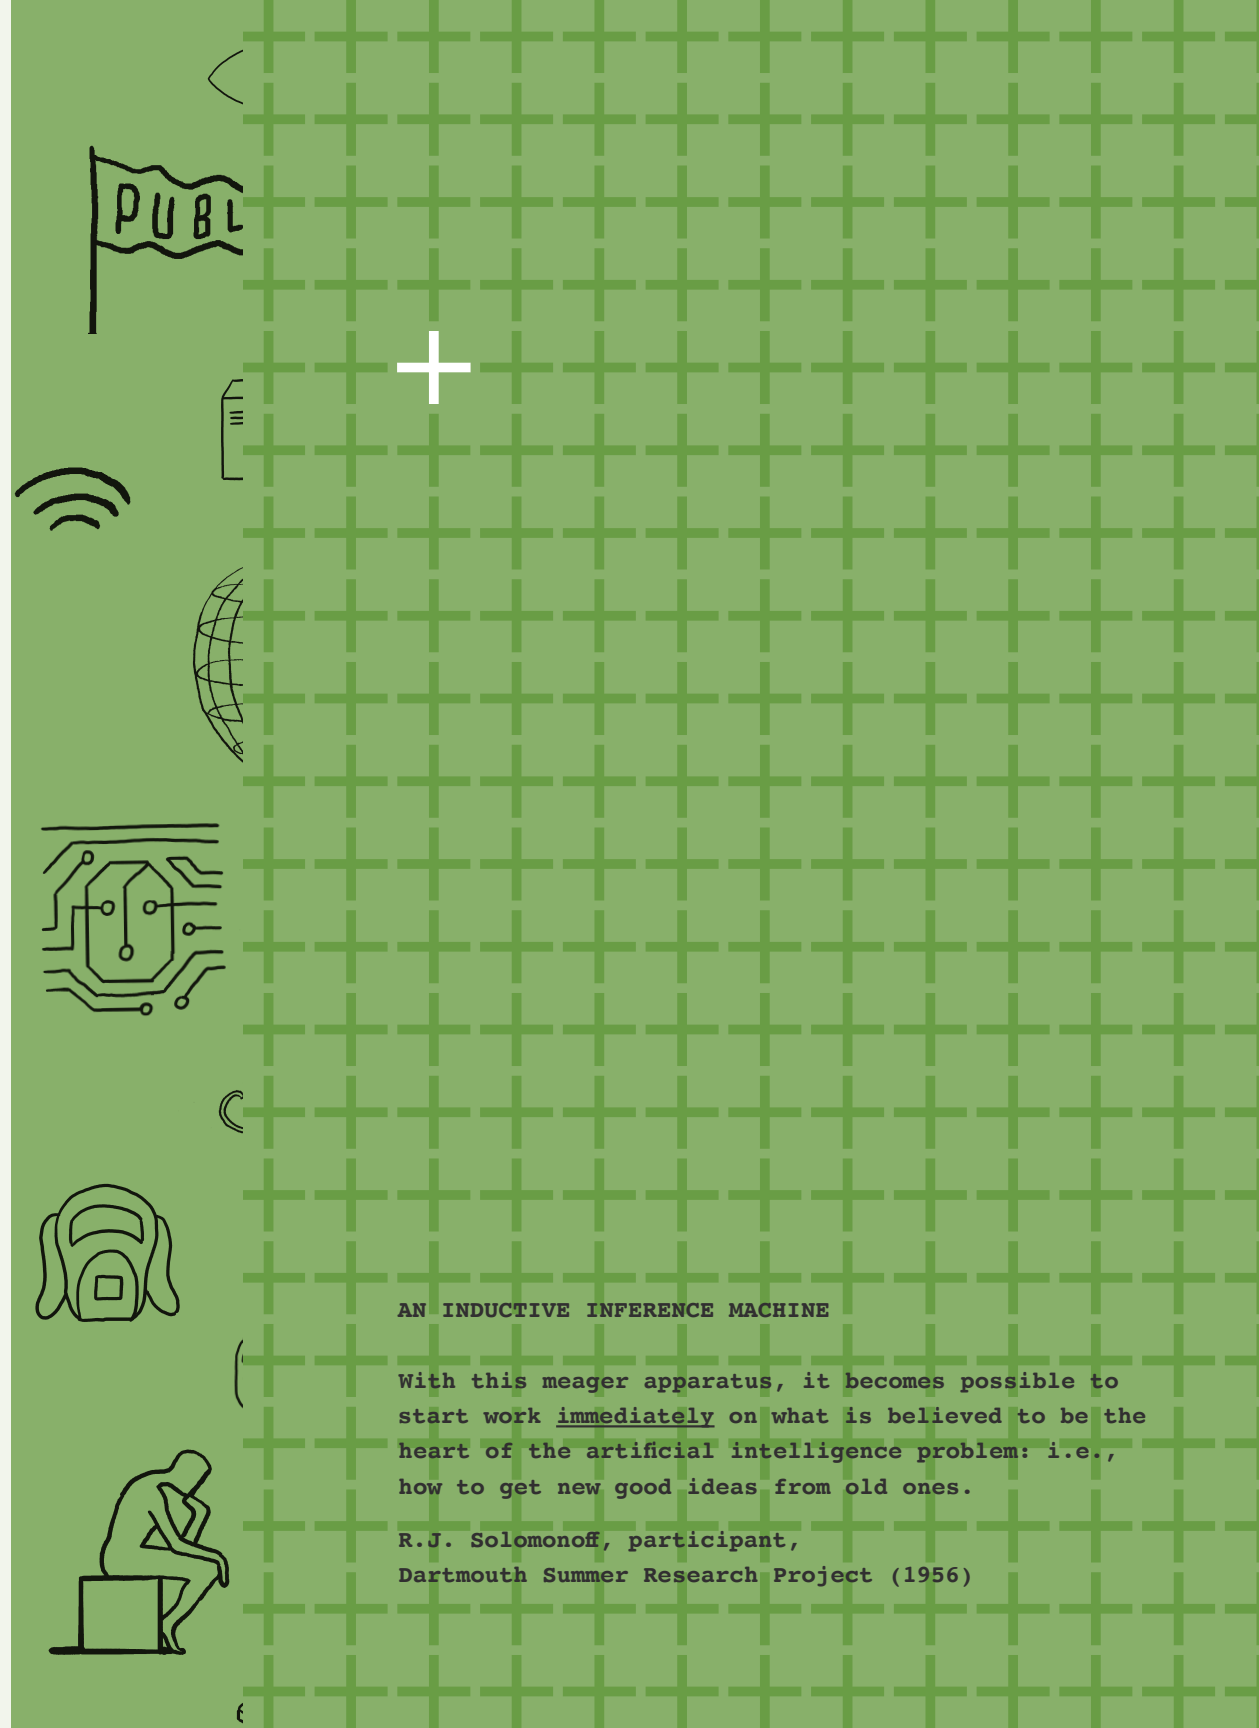 PUBL
AN INDUCTIVE INFERENCE MACHINE
With this meager apparatus, it becomes possible to
start work immediately on what is believed to be the
heart of the artificial intelligence problem: i.e.,
how to get new good ideas from old ones.
R.J. Solomonoff, participant,
Dartmouth Summer Research Project (1956)